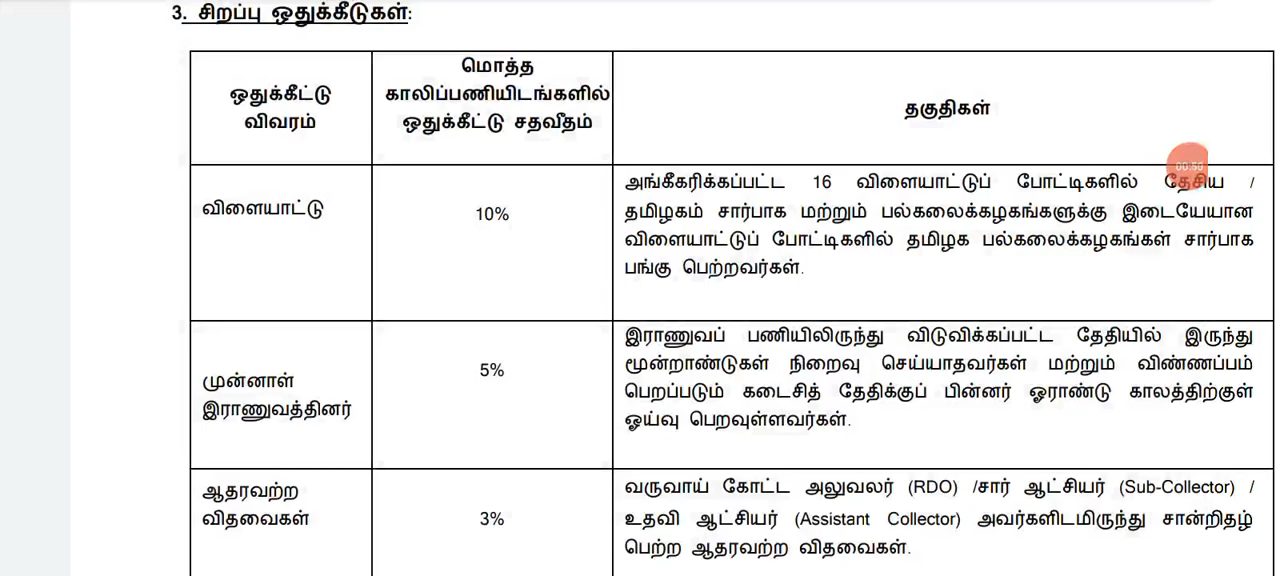 3. சிறப்பு ஒதுக்கீடுகள்:
ஒதுக்கீட்டு
விவரம்
மொத்த
காலிப்பணியிடங்களில்
ஒதுக்கீட்டு சதவீதம்
தகுதிகள்
விளையாட்டு
10%
அங்கீகரிக்கப்பட்ட 16 விளையாட்டுப் போட்டிகளில் தேசிய /
தமிழகம் சார்பாக மற்றும் பல்கலைக்கழகங்களுக்கு இடையேயான
விளையாட்டுப் போட்டிகளில் தமிழக பல்கலைக்கழகங்கள் சார்பாக
பங்கு பெற்றவர்கள்.
00:50
முன்னாள்
இராணுவத்தினர்
5%
இராணுவப் பணியிலிருந்து விடுவிக்கப்பட்ட தேதியில் இருந்து
மூன்றாண்டுகள் நிறைவு செய்யாதவர்கள் மற்றும் விண்ணப்பம்
பெறப்படும் கடைசித் தேதிக்குப் பின்னர் ஓராண்டு காலத்திற்குள்
ஓய்வு பெறவுள்ளவர்கள்.
ஆதரவற்ற
விதவைகள்
3%
வருவாய் கோட்ட அலுவலர் (RDO) /சார் ஆட்சியர் (Sub-Collector) /
உதவி ஆட்சியர் (Assistant Collector) அவர்களிடமிருந்து சான்றிதழ்
பெற்ற ஆதரவற்ற விதவைகள்.